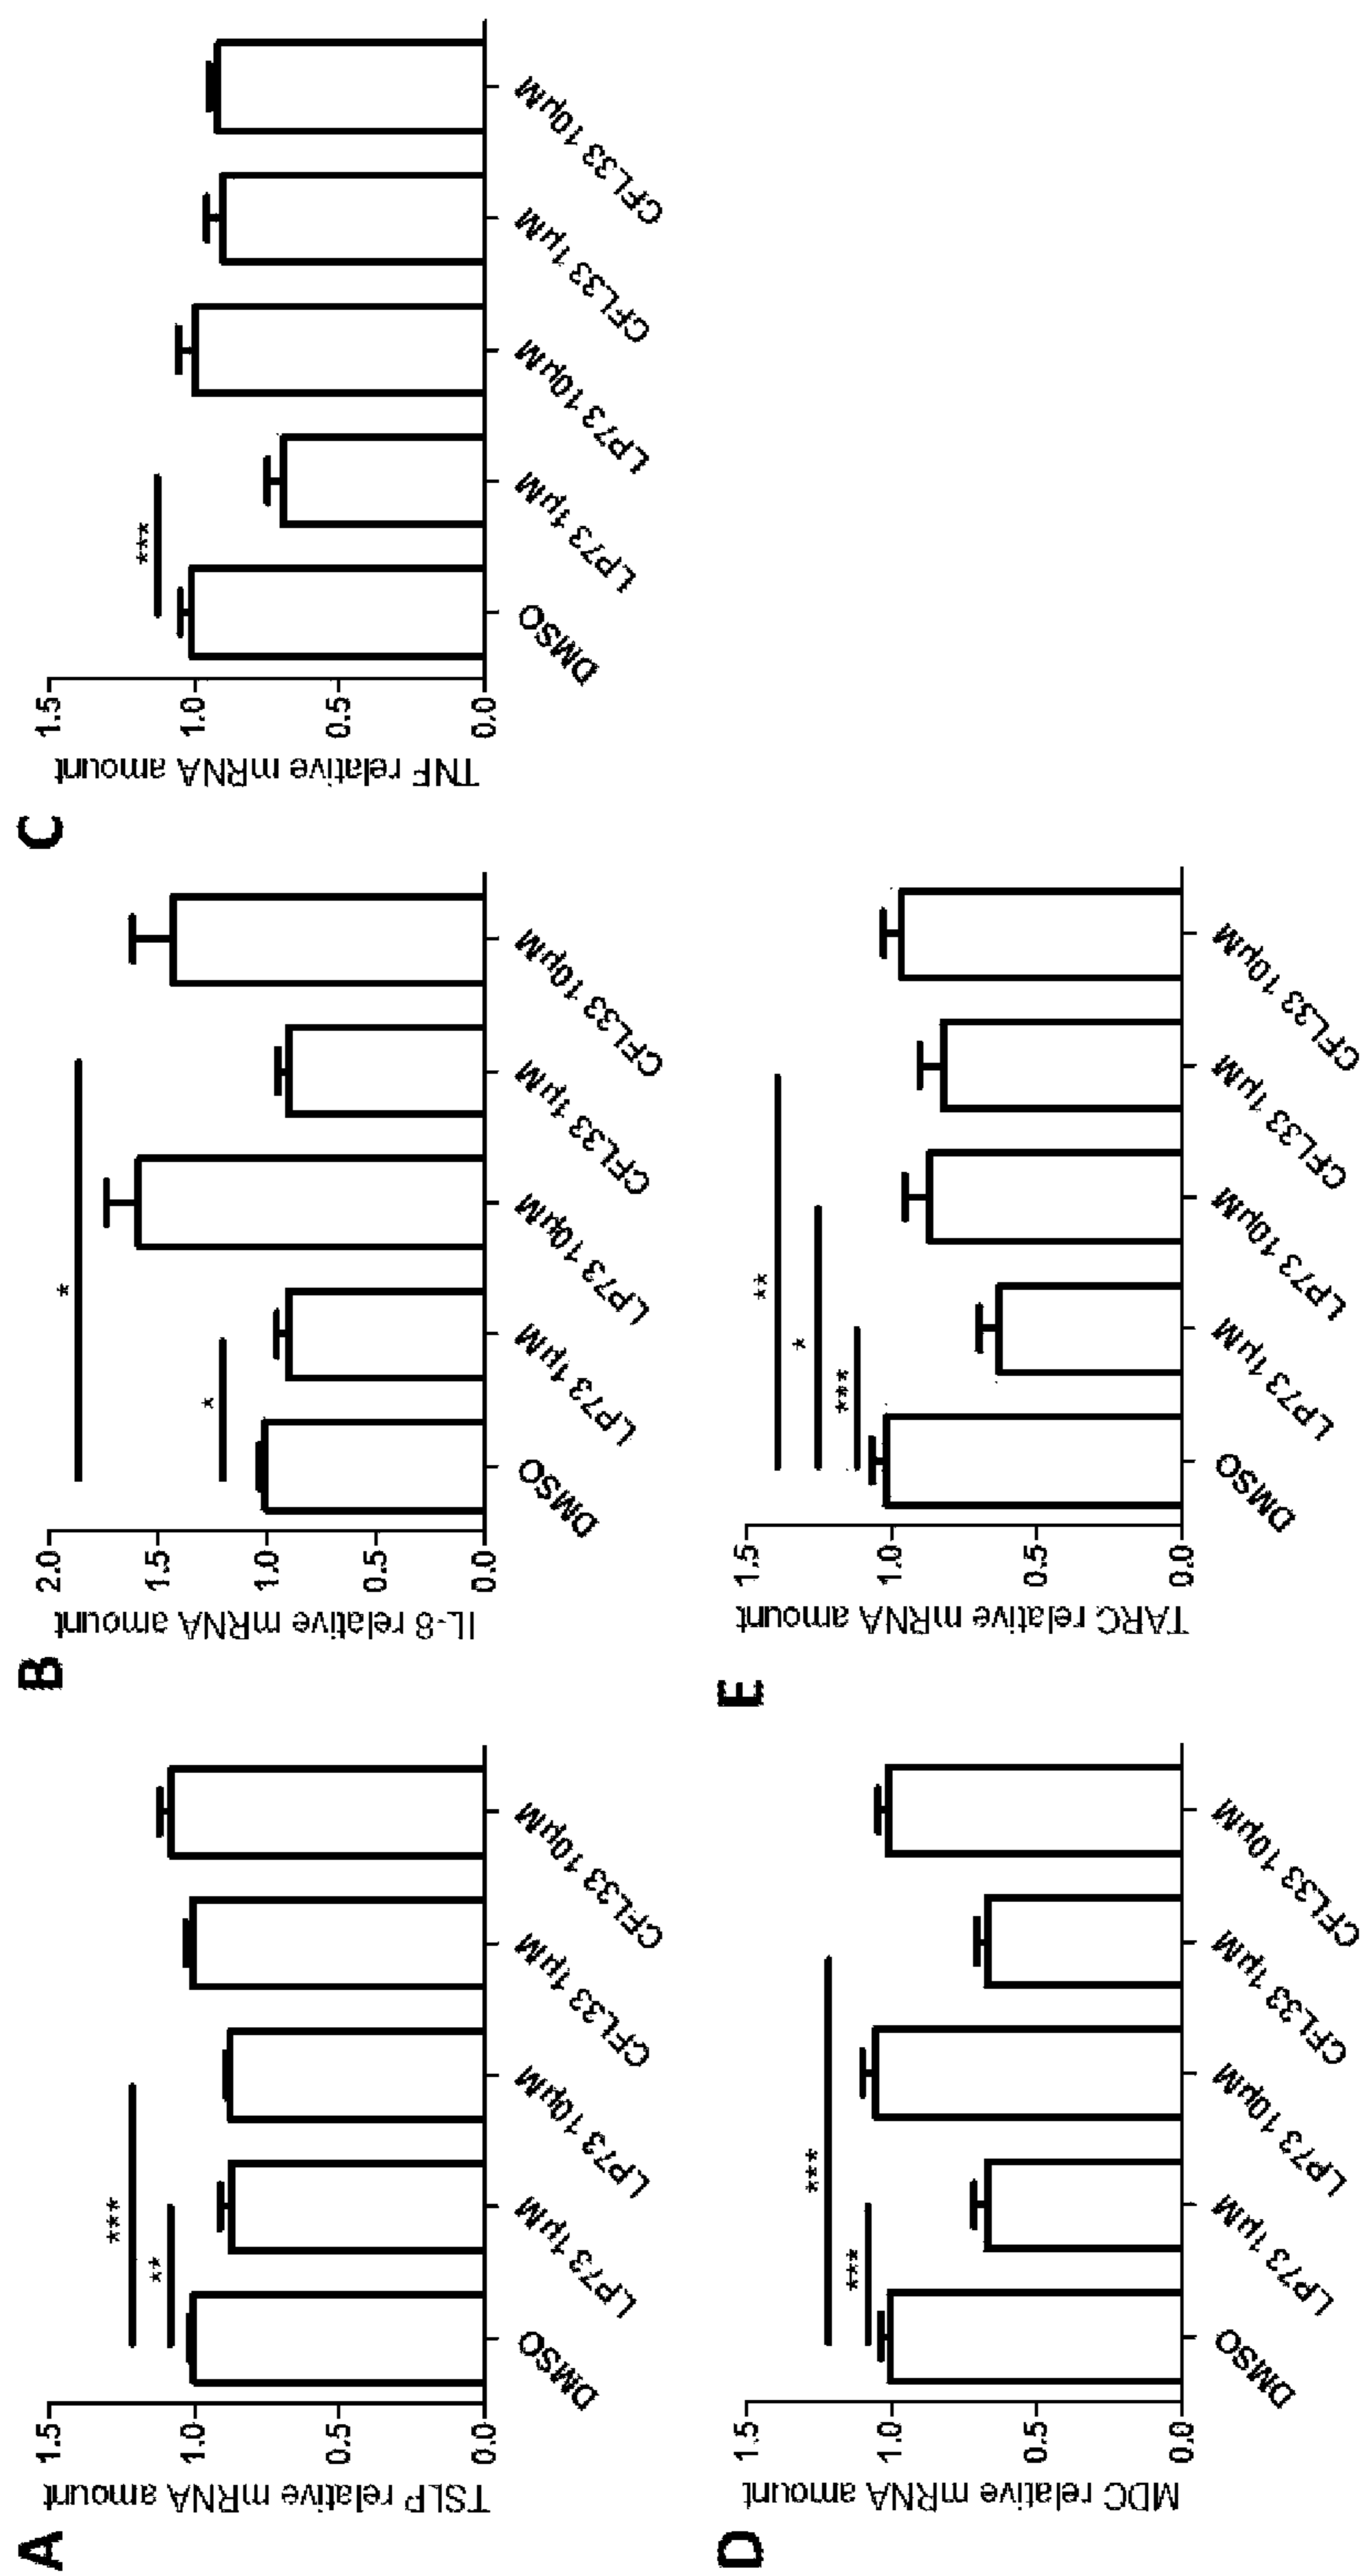 A
TSLP relative mRNA amount
1.5
1.0
0.5
0.0
***
**
DMSO
LP73 1µM
LP73 10µM
CFL33 1µM
CFL33 10µM
B
IL-8 relative mRNA amount
2.0
1.5
1.0
0.5
0.0
*
*
DMSO
LP73 1µM
LP73 10µM
CFL33 1µM
CFL33 10µM
C
TNF relative mRNA amount
1.5
1.0
0.5
0.0
***
DMSO
LP73 1µM
LP73 10µM
CFL33 1µM
CFL33 10µM
D
MDC relative mRNA amount
1.5
1.0
0.5
0.0
***
***
DMSO
LP73 1µM
LP73 10µM
CFL33 1µM
CFL33 10µM
E
TARC relative mRNA amount
1.5
1.0
0.5
0.0
**
*
***
DMSO
LP73 1µM
LP73 10µM
CFL33 1µM
CFL33 10µM